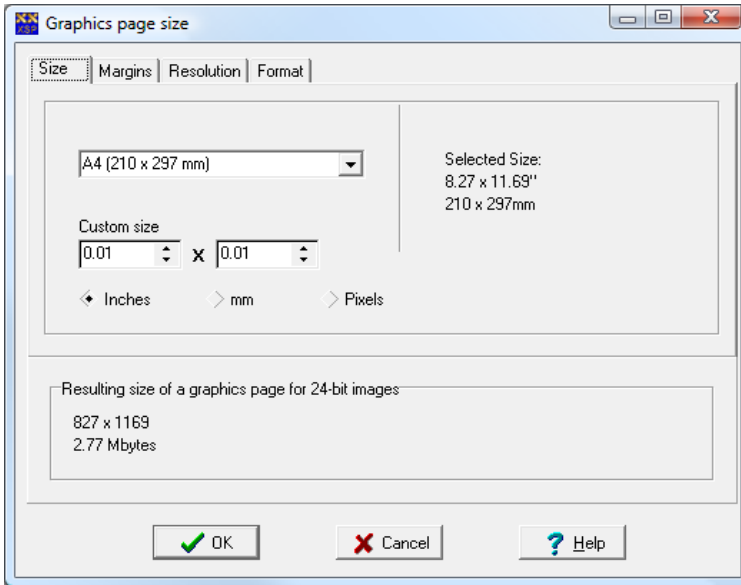 XSP Graphics page size
Size Margins Resolution Format
A4 (210 x 297 mm)
Selected Size:
8.27 x 11.69"
210 x 297mm
Custom size
0.01 X 0.01
Inches mm Pixels
Resulting size of a graphics page for 24-bit images
827 x 1169
2.77 Mbytes
OK Cancel Help